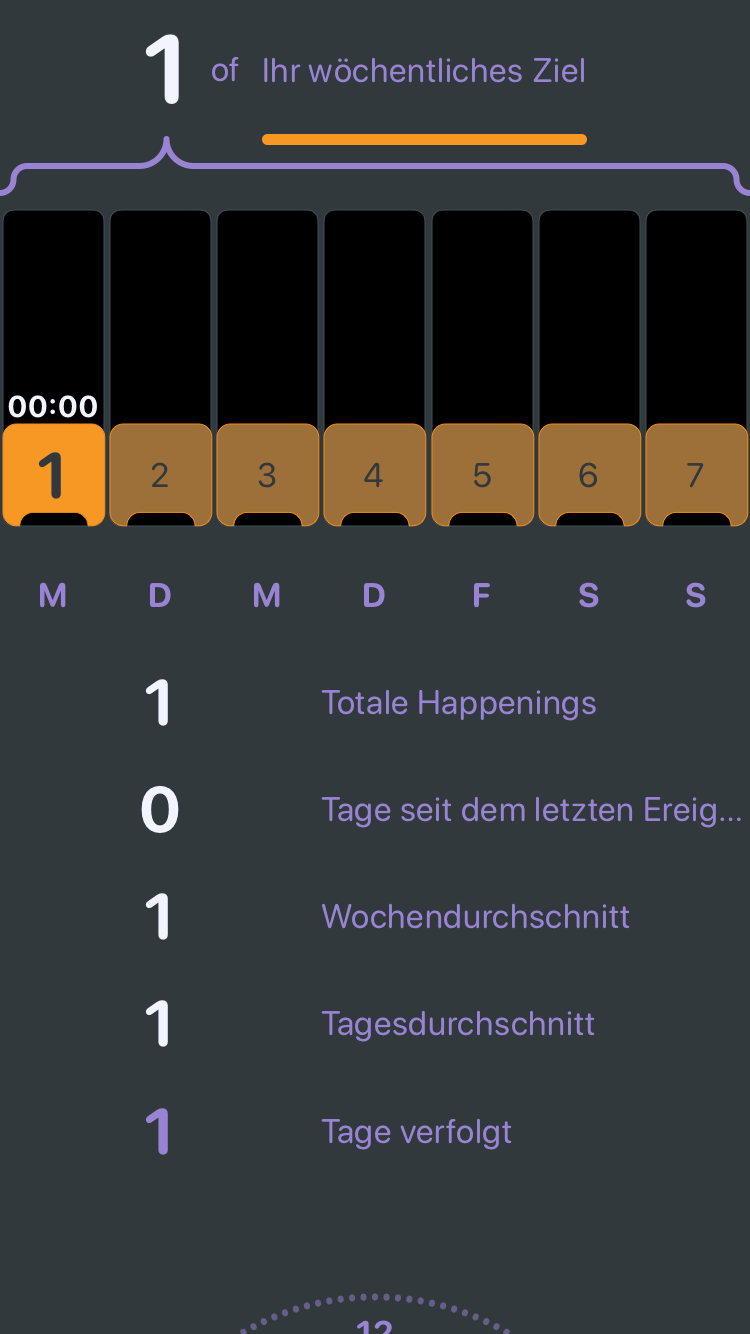 1 of Ihr wöchentliches Ziel
00:00
1 2 3 4 5 6 7
M D M D F S S
1 Totale Happenings
0 Tage seit dem letzten Ereig...
1 Wochendurchschnitt
1 Tagesdurchschnitt
1 Tage verfolgt
12